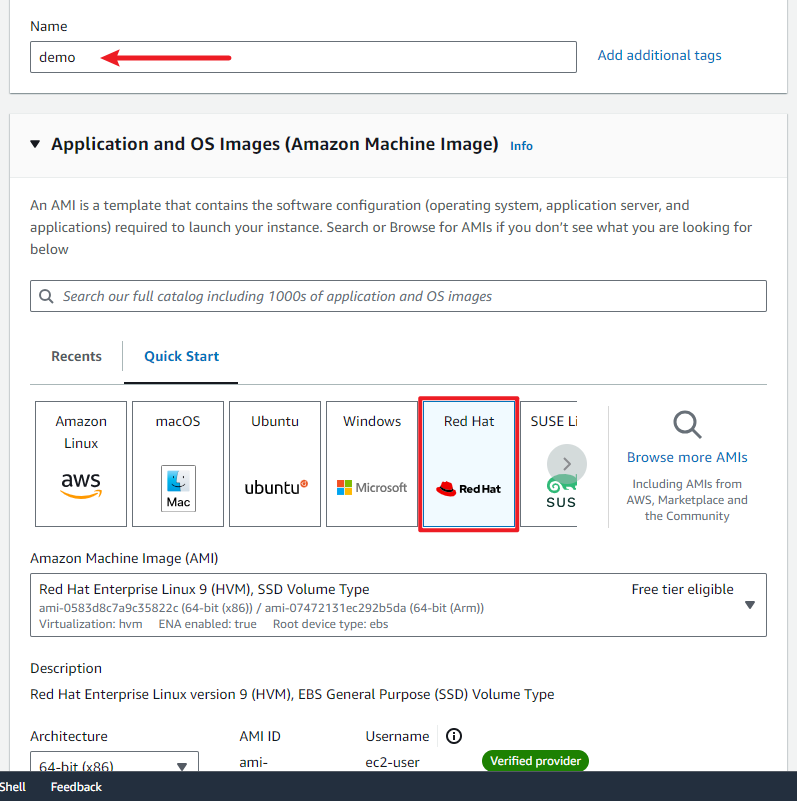 Name
demo
Add additional tags
Application and OS Images (Amazon Machine Image) Info
An AMI is a template that contains the software configuration (operating system, application server, and
applications) required to launch your instance. Search or Browse for AMIs if you don’t see what you are looking for
below
Search our full catalog including 1000s of application and OS images
Recents
Quick Start
Amazon
Linux
aws
macOS
Mac
Ubuntu
ubuntu
Windows
Microsoft
Red Hat
Red Hat
SUSE Li
SUS
Browse more AMIs
Including AMIs from
AWS, Marketplace and
the Community
Amazon Machine Image (AMI)
Red Hat Enterprise Linux 9 (HVM), SSD Volume Type
Free tier eligible
ami-0583d8c7a9c35822c (64-bit (x86)) / ami-07472131ec292b5da (64-bit (Arm))
Virtualization: hvm ENA enabled: true Root device type: ebs
Description
Red Hat Enterprise Linux version 9 (HVM), EBS General Purpose (SSD) Volume Type
Architecture
64-bit (x86)
AMI ID
ami-
Username
ec2-user
Verified provider
Shell
Feedback